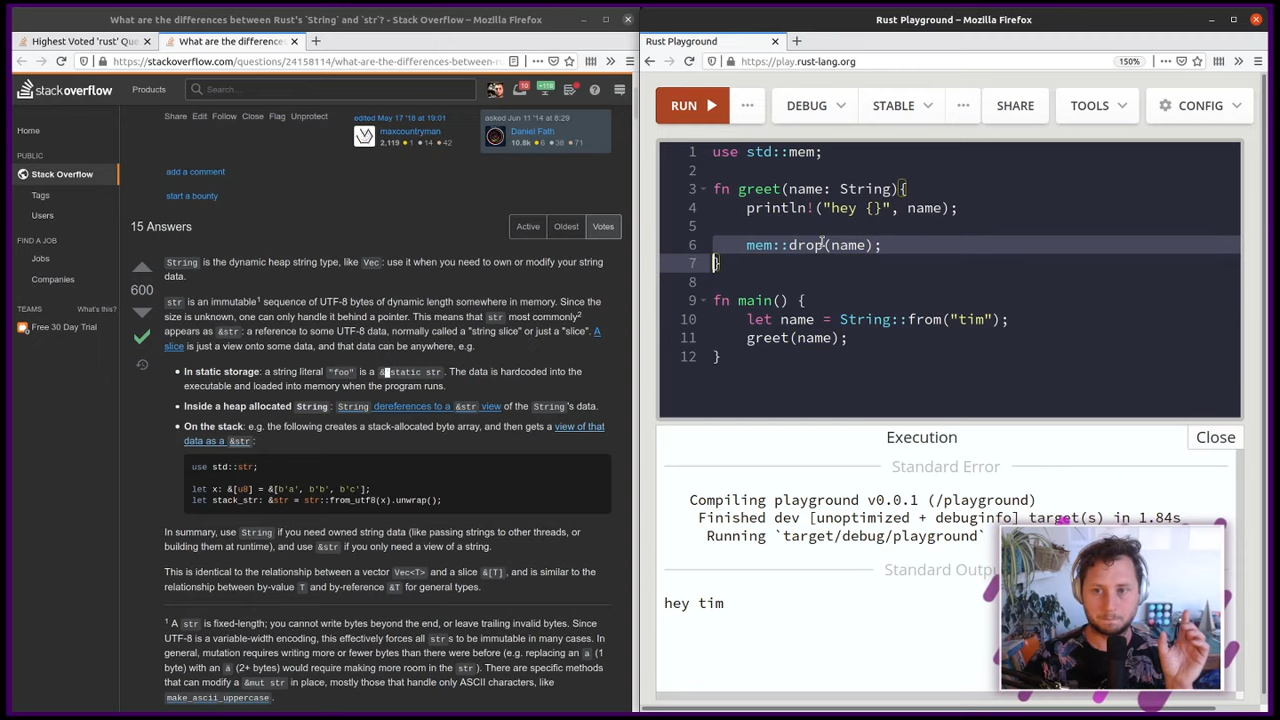 What are the differences between Rust's `String` and `str`? - Stack Overflow - Mozilla Firefox
Highest Voted 'rust' Que
What are the difference
https://stackoverflow.com/questions/24158114/what-are-the-differences-between-r
stackoverflow
Products
Search...
10
+118
Home
PUBLIC
Stack Overflow
Tags
Users
FIND A JOB
Jobs
Companies
TEAMS
What's this?
Free 30 Day Trial
Share Edit Follow Close Flag Unprotect
edited May 17 '18 at 19:01
maxcountryman
2,119 1 14 42
asked Jun 11 '14 at 8:29
Daniel Fath
10.8k 6 38 71
add a comment
start a bounty
15 Answers
Active
Oldest
Votes
600
String is the dynamic heap string type, like Vec: use it when you need to own or modify your string
data.
str is an immutable1 sequence of UTF-8 bytes of dynamic length somewhere in memory. Since the
size is unknown, one can only handle it behind a pointer. This means that str most commonly2
appears as &str: a reference to some UTF-8 data, normally called a "string slice" or just a "slice". A
slice is just a view onto some data, and that data can be anywhere, e.g.
In static storage: a string literal "foo" is a &'static str. The data is hardcoded into the
executable and loaded into memory when the program runs.
Inside a heap allocated String: String dereferences to a &str view of the String's data.
On the stack: e.g. the following creates a stack-allocated byte array, and then gets a view of that
data as a &str:
use std::str;
let x: &[u8] = &[b'a', b'b', b'c'];
let stack_str: &str = str::from_utf8(x).unwrap();
In summary, use String if you need owned string data (like passing strings to other threads, or
building them at runtime), and use &str if you only need a view of a string.
This is identical to the relationship between a vector Vec<T> and a slice &[T], and is similar to the
relationship between by-value T and by-reference &T for general types.
1 A str is fixed-length; you cannot write bytes beyond the end, or leave trailing invalid bytes. Since
UTF-8 is a variable-width encoding, this effectively forces all strs to be immutable in many cases. In
general, mutation requires writing more or fewer bytes than there were before (e.g. replacing an a (1
byte) with an ä (2+ bytes) would require making more room in the str). There are specific methods
that can modify a &mut str in place, mostly those that handle only ASCII characters, like
make_ascii_uppercase.
Rust Playground – Mozilla Firefox
Rust Playground
https://play.rust-lang.org
150%
RUN
DEBUG
STABLE
SHARE
TOOLS
CONFIG
1 use std::mem;
2
3 fn greet(name: String){
4 println!("hey {}", name);
5
6 mem::drop(name);
7 }
8
9 fn main() {
10 let name = String::from("tim");
11 greet(name);
12 }
Execution
Close
Standard Error
Compiling playground v0.0.1 (/playground)
Finished dev [unoptimized + debuginfo] target(s) in 1.84s
Running `target/debug/playground`
Standard Outp
hey tim